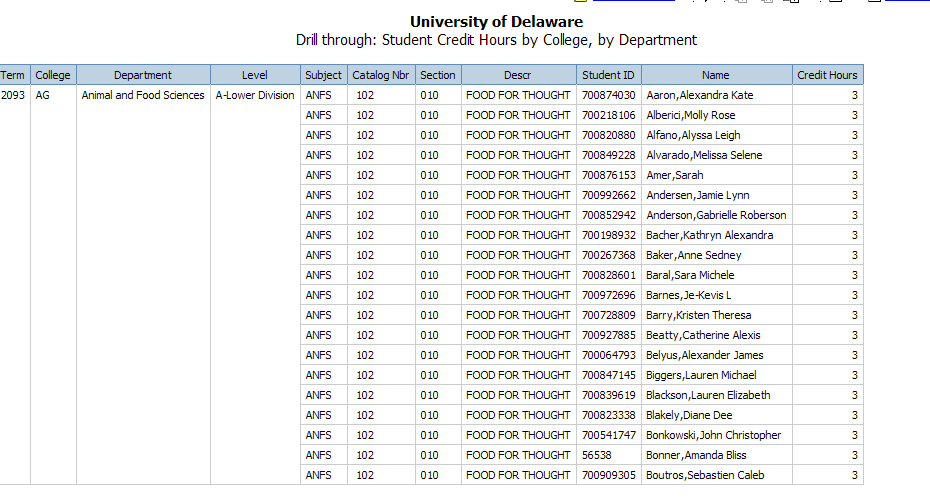 University of Delaware
Drill through: Student Credit Hours by College, by Department
Term College Department Level Subject Catalog Nbr Section Descr Student ID Name Credit Hours
2093 AG Animal and Food Sciences A-Lower Division ANFS 102 010 FOOD FOR THOUGHT 700874030 Aaron,Alexandra Kate 3
ANFS 102 010 FOOD FOR THOUGHT 700218106 Alberici,Molly Rose 3
ANFS 102 010 FOOD FOR THOUGHT 700820880 Alfano,Alyssa Leigh 3
ANFS 102 010 FOOD FOR THOUGHT 700849228 Alvarado,Melissa Selene 3
ANFS 102 010 FOOD FOR THOUGHT 700876153 Amer,Sarah 3
ANFS 102 010 FOOD FOR THOUGHT 700992662 Andersen,Jamie Lynn 3
ANFS 102 010 FOOD FOR THOUGHT 700852942 Anderson,Gabrielle Roberson 3
ANFS 102 010 FOOD FOR THOUGHT 700198932 Bacher,Kathryn Alexandra 3
ANFS 102 010 FOOD FOR THOUGHT 700267368 Baker,Anne Sedney 3
ANFS 102 010 FOOD FOR THOUGHT 700828601 Baral,Sara Michele 3
ANFS 102 010 FOOD FOR THOUGHT 700972696 Barnes,Je-Kevis L 3
ANFS 102 010 FOOD FOR THOUGHT 700728809 Barry,Kristen Theresa 3
ANFS 102 010 FOOD FOR THOUGHT 700927885 Beatty,Catherine Alexis 3
ANFS 102 010 FOOD FOR THOUGHT 700064793 Belyus,Alexander James 3
ANFS 102 010 FOOD FOR THOUGHT 700847145 Biggers,Lauren Michael 3
ANFS 102 010 FOOD FOR THOUGHT 700839619 Blackson,Lauren Elizabeth 3
ANFS 102 010 FOOD FOR THOUGHT 700823338 Blakely,Diane Dee 3
ANFS 102 010 FOOD FOR THOUGHT 700541747 Bonkowski,John Christopher 3
ANFS 102 010 FOOD FOR THOUGHT 56538 Bonner,Amanda Bliss 3
ANFS 102 010 FOOD FOR THOUGHT 700909305 Boutros,Sebastien Caleb 3